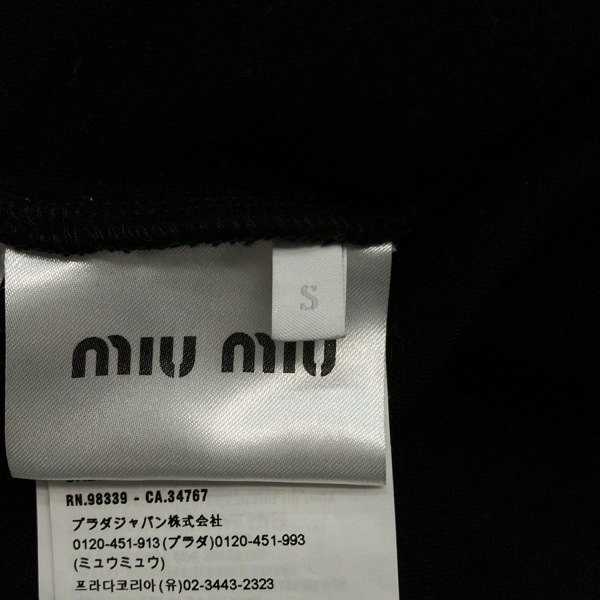 S
miu miu
RN.98339 - CA.34767
プラダジャパン株式会社
0120-451-913(プラダ)0120-451-993
(ミュウミュウ)
프라다코리아(유)02-3443-2323